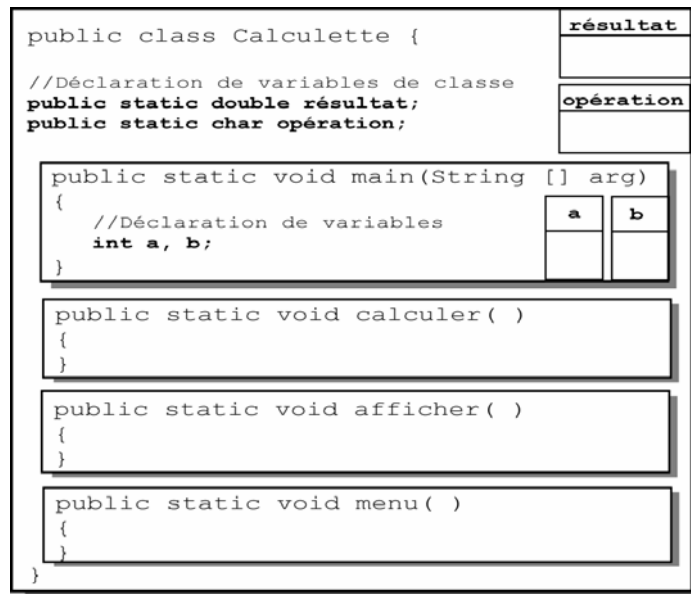 public class Calculette {
résultat
//Déclaration de variables de classe
public static double résultat;
opération
public static char opération;
public static void main(String [] arg)
{
a b
//Déclaration de variables
int a, b;
}
public static void calculer( )
{
}
public static void afficher( )
{
}
public static void menu( )
{
}
}